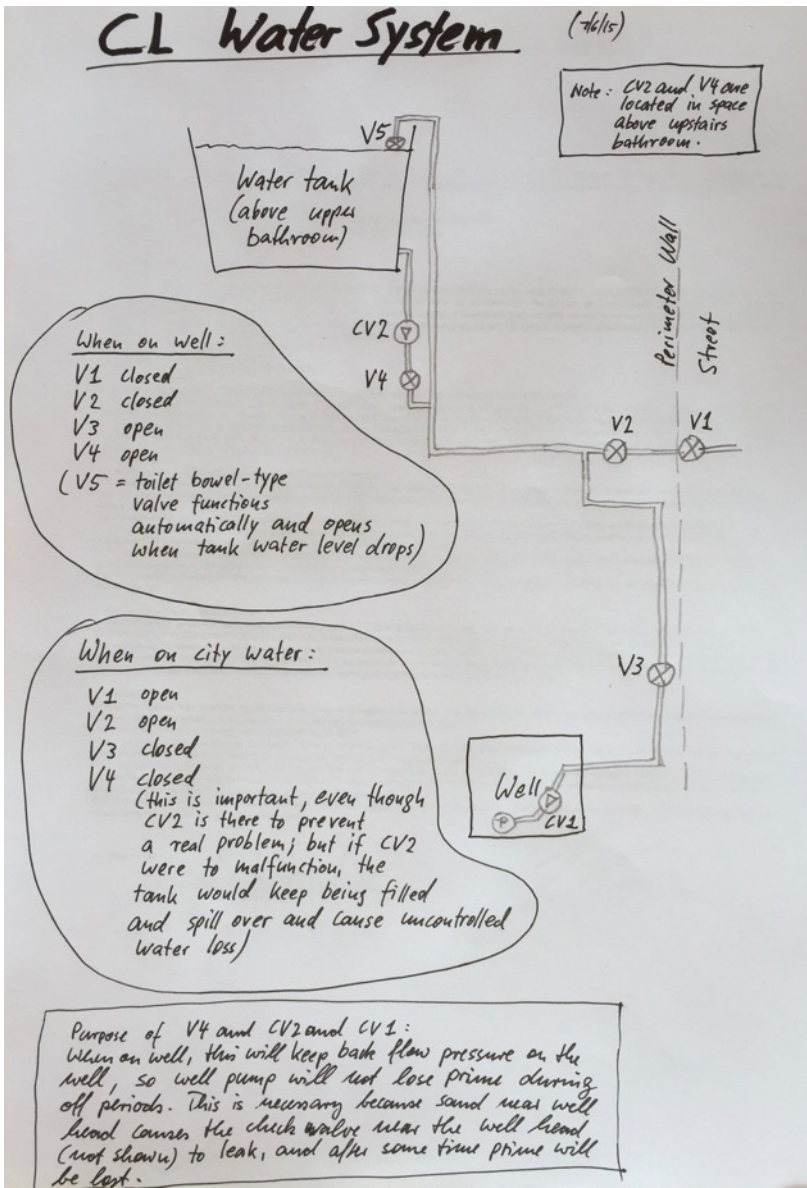 CL Water System
(7/6/15)
Note: CV2 and V4 are
located in space
above upstairs
bathroom.
V5
Water tank
(above upper
bathroom)
Perimeter Wall
Street
CV2
V4
V2
V1
When on well:
V1 closed
V2 closed
V3 open
V4 open
(V5 = toilet bowel-type
valve functions
automatically and opens
when tank water level drops)
V3
When on city water:
V1 open
V2 open
V3 closed
V4 closed
(this is important, even though
CV2 is there to prevent
a real problem; but if CV2
were to malfunction, the
tank would keep being filled
and spill over and cause uncontrolled
water loss)
Well
P
CV1
Purpose of V4 and CV2 and CV1:
When on well, this will keep back flow pressure on the
well, so well pump will not lose prime during
off periods. This is necessary because sand near well
head causes the check valve near the well head
(not shown) to leak, and after some time prime will
be lost.